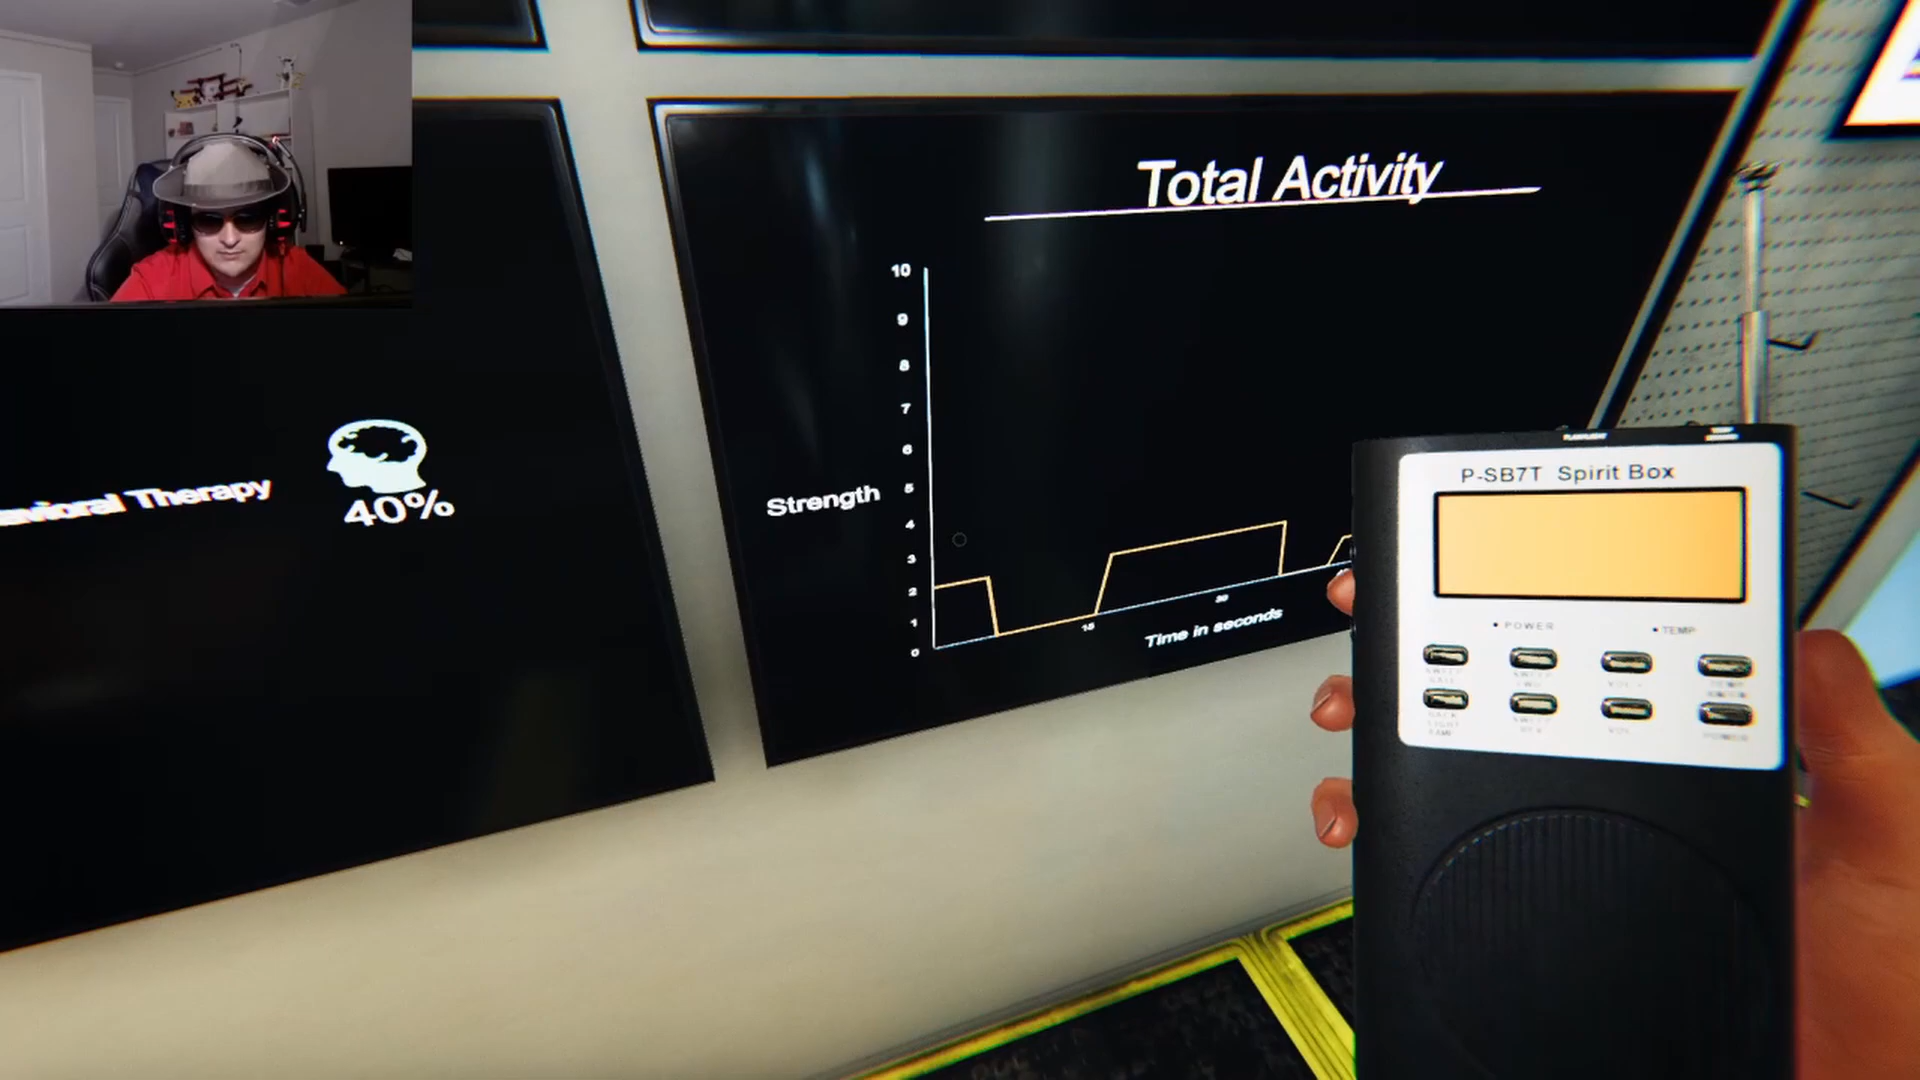 Total Activity
10
9
8
7
6
Strength
5
4
3
2
1
0
15
30
Time in seconds
Therapy
40%
P-SB7T Spirit Box
POWER
TEMP